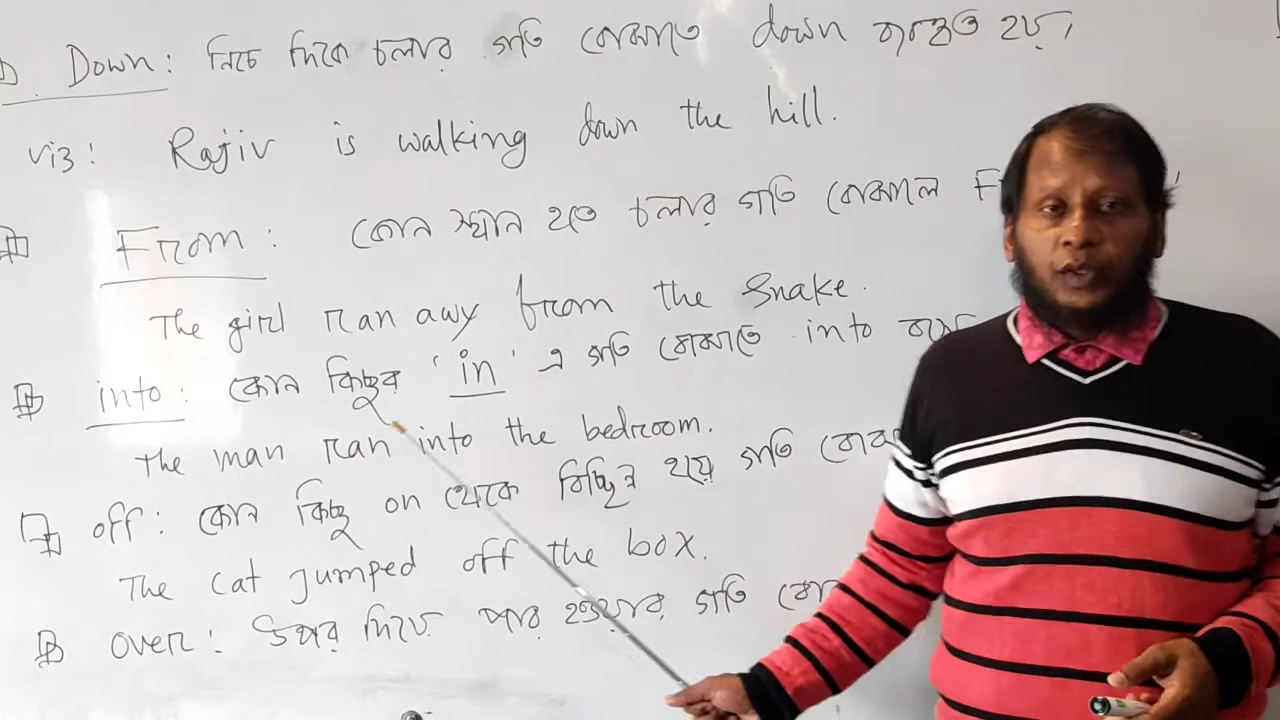 Down: নিচে দিকে চলার গতি বোঝাতে down ব্যবহৃত হয়।
viz: Rajiv is walking down the hill.
From: কোন স্থান হতে চলার গতি বোঝালে
The girl ran awy from the snake.
into: কোন কিছুর 'in' এ গতি বোঝাতে into
The man ran into the bedroom.
off: কোন কিছু on থেকে বিচ্ছিন্ন হয়ে গতি
The cat jumped off the box.
over: উপর দিয়ে পার হওয়ার গতি